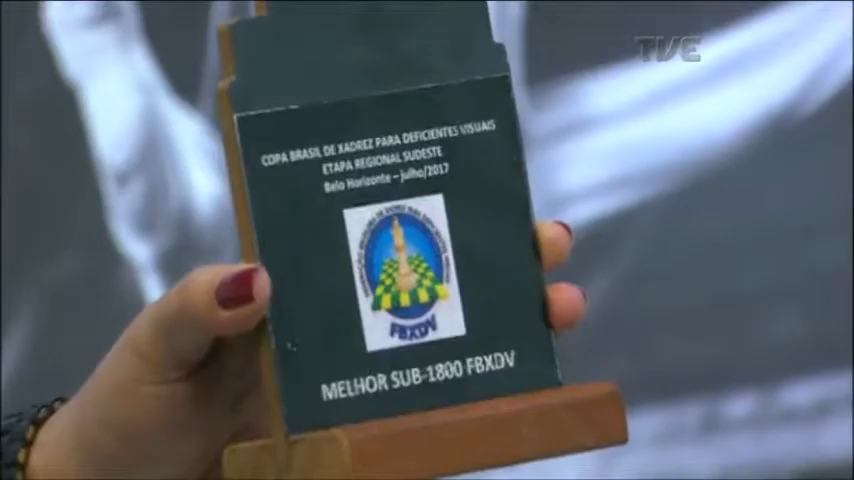 TVE
COPA BRASIL DE XADREZ PARA DEFICIENTES VISUAIS
ETAPA REGIONAL SUDESTE
Belo Horizonte – julho/2017
FBXDV
MELHOR SUB-1800 FBXDV